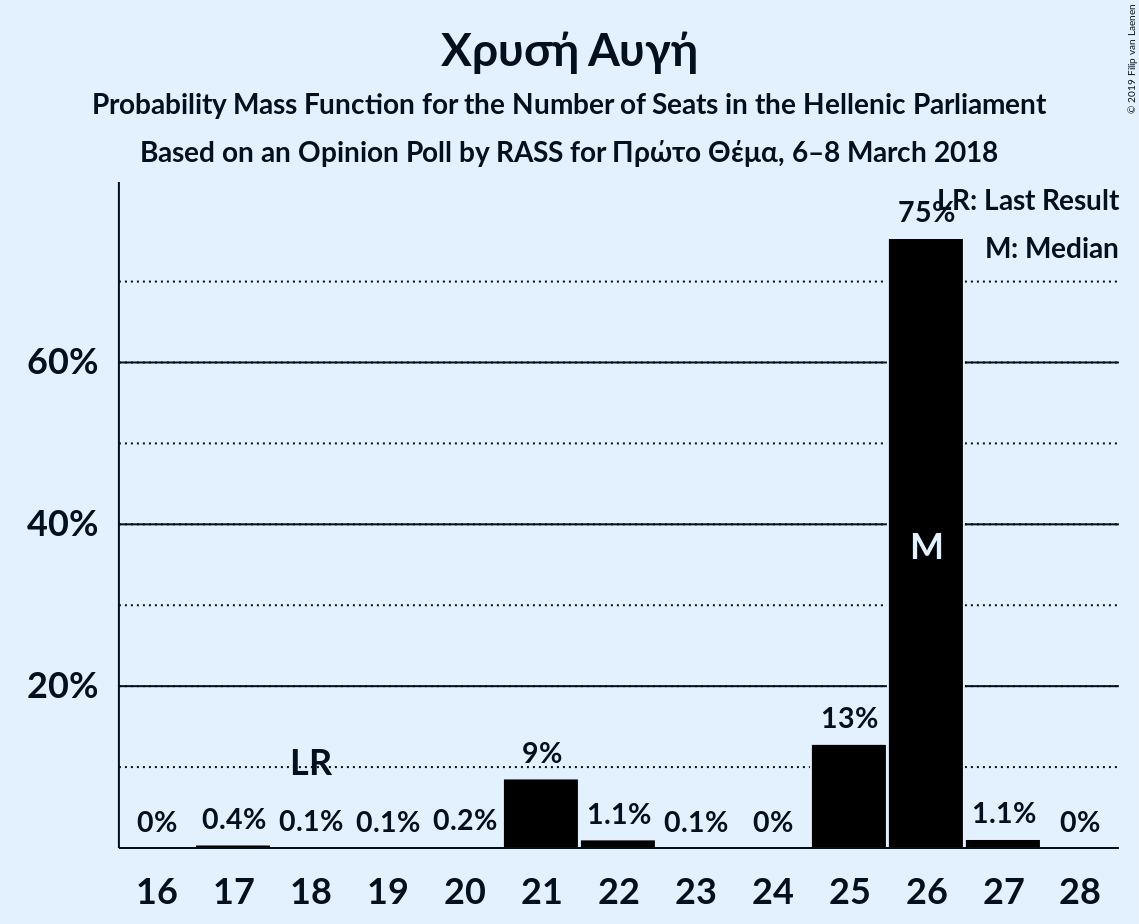 Χρυσή Αυγή
Probability Mass Function for the Number of Seats in the Hellenic Parliament
Based on an Opinion Poll by RASS for Πρώτο Θέμα, 6–8 March 2018
© 2019 Filip van Laenen
LR: Last Result
M: Median
75%
60%
40%
20%
M
LR
0%
0.4%
0.1%
0.1%
0.2%
9%
1.1%
0.1%
0%
13%
1.1%
0%
16 17 18 19 20 21 22 23 24 25 26 27 28